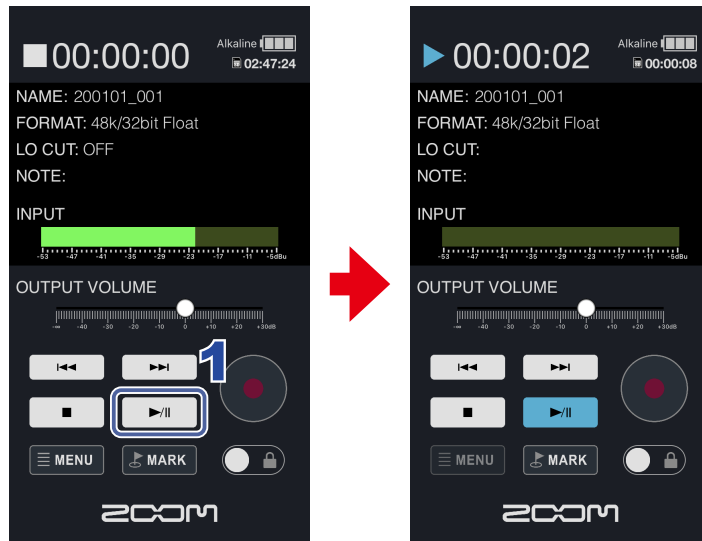 00:00:00
Alkaline
02:47:24
NAME: 200101_001
FORMAT: 48k/32bit Float
LO CUT: OFF
NOTE:
INPUT
-53 -47 -41 -35 -29 -23 -17 -11 -5dBu
OUTPUT VOLUME
-∞ -40 -30 -20 -10 0 +10 +20 +30dB
1
MENU
MARK
ZOOM
00:00:02
Alkaline
00:00:08
NAME: 200101_001
FORMAT: 48k/32bit Float
LO CUT:
NOTE:
INPUT
-53 -47 -41 -35 -29 -23 -17 -11 -5dBu
OUTPUT VOLUME
-∞ -40 -30 -20 -10 0 +10 +20 +30dB
MENU
MARK
ZOOM